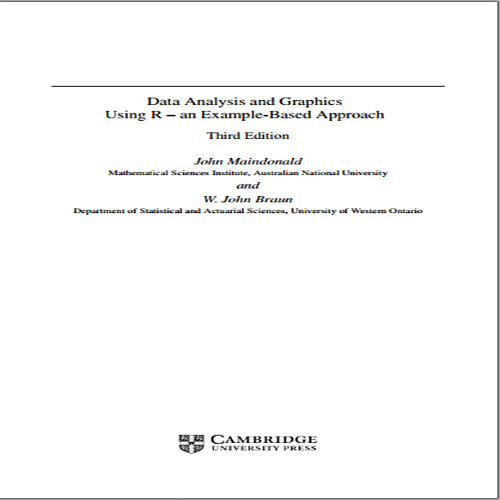 Data Analysis and Graphics
Using R – an Example-Based Approach
Third Edition
John Maindonald
Mathematical Sciences Institute, Australian National University
and
W. John Braun
Department of Statistical and Actuarial Sciences, University of Western Ontario
CAMBRIDGE
UNIVERSITY PRESS